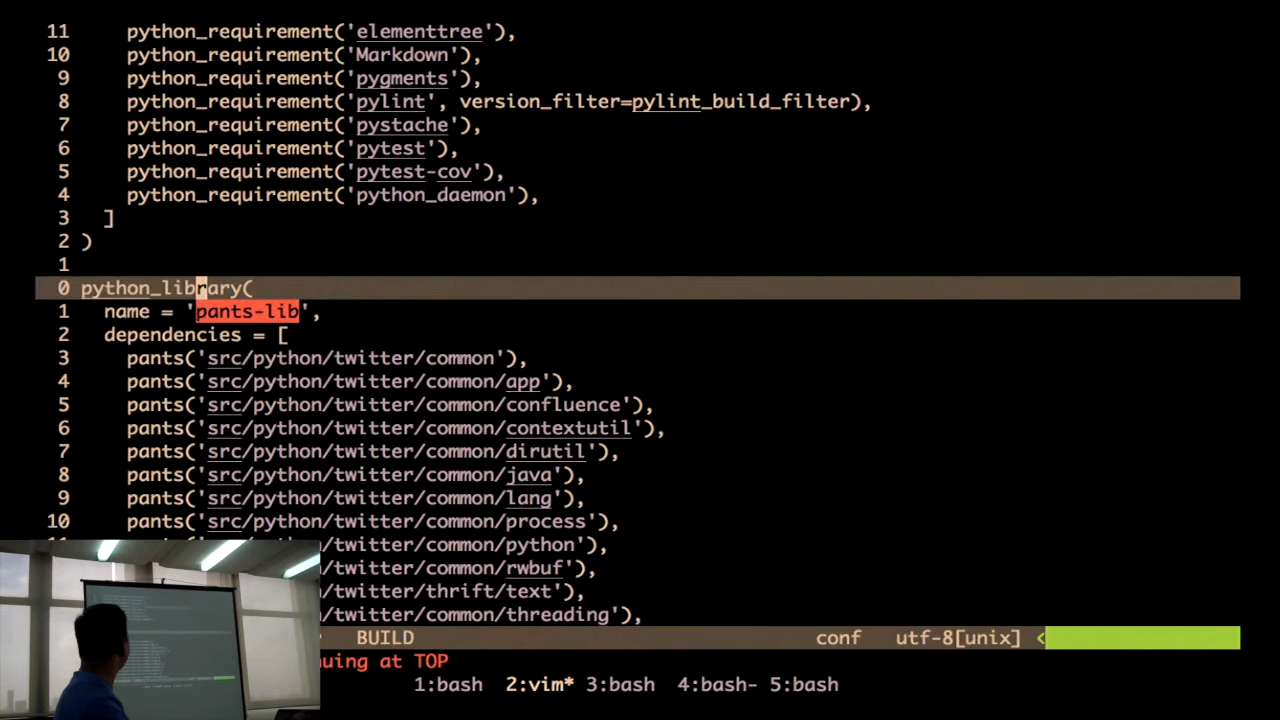 11 python_requirement('elementtree'),
10 python_requirement('Markdown'),
9 python_requirement('pygments'),
8 python_requirement('pylint', version_filter=pylint_build_filter),
7 python_requirement('pystache'),
6 python_requirement('pytest'),
5 python_requirement('pytest-cov'),
4 python_requirement('python_daemon'),
3 ]
2 )
1
0 python_library(
1 name = 'pants-lib',
2 dependencies = [
3 pants('src/python/twitter/common'),
4 pants('src/python/twitter/common/app'),
5 pants('src/python/twitter/common/confluence'),
6 pants('src/python/twitter/common/contextutil'),
7 pants('src/python/twitter/common/dirutil'),
8 pants('src/python/twitter/common/java'),
9 pants('src/python/twitter/common/lang'),
10 pants('src/python/twitter/common/process'),
/twitter/common/python'),
/twitter/common/rwbuf'),
/twitter/thrift/text'),
/twitter/common/threading'),
BUILD conf utf-8[unix] <
nuing at TOP
1:bash 2:vim* 3:bash 4:bash- 5:bash